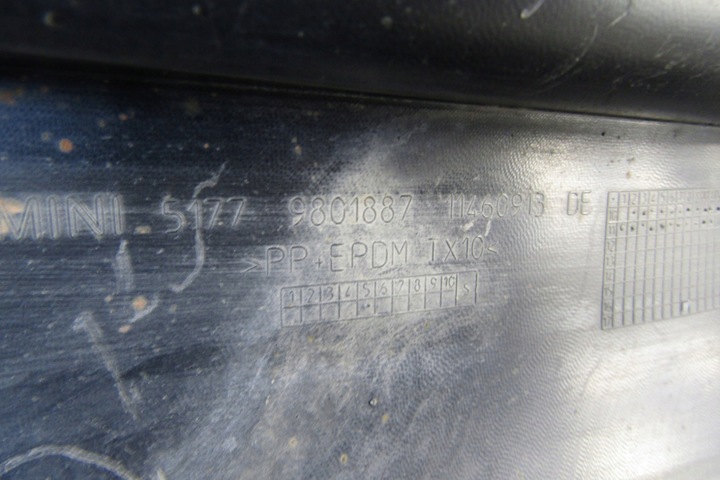 MINI 5177 9801887 11460913 DE
>PP+EPDM TX10<
1 2 3 4 5 6 7 8 9 10 S